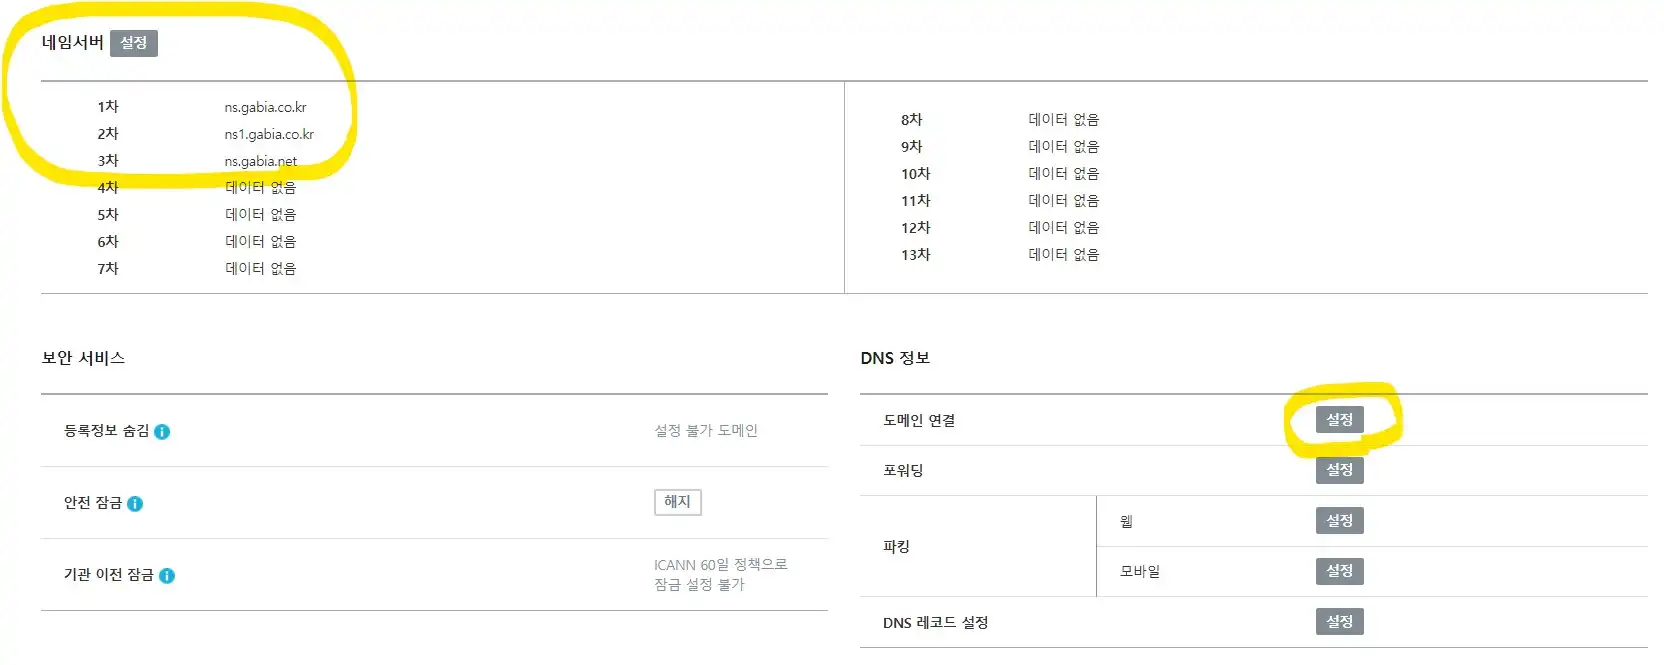 네임서버 설정
1차 ns.gabia.co.kr
2차 ns1.gabia.co.kr
3차 ns.gabia.net
4차 데이터 없음
5차 데이터 없음
6차 데이터 없음
7차 데이터 없음
8차 데이터 없음
9차 데이터 없음
10차 데이터 없음
11차 데이터 없음
12차 데이터 없음
13차 데이터 없음
보안 서비스
등록정보 숨김 설정 불가 도메인
안전 잠금 해지
기관 이전 잠금 ICANN 60일 정책으로
잠금 설정 불가
DNS 정보
도메인 연결 설정
포워딩 설정
파킹
웹 설정
모바일 설정
DNS 레코드 설정 설정